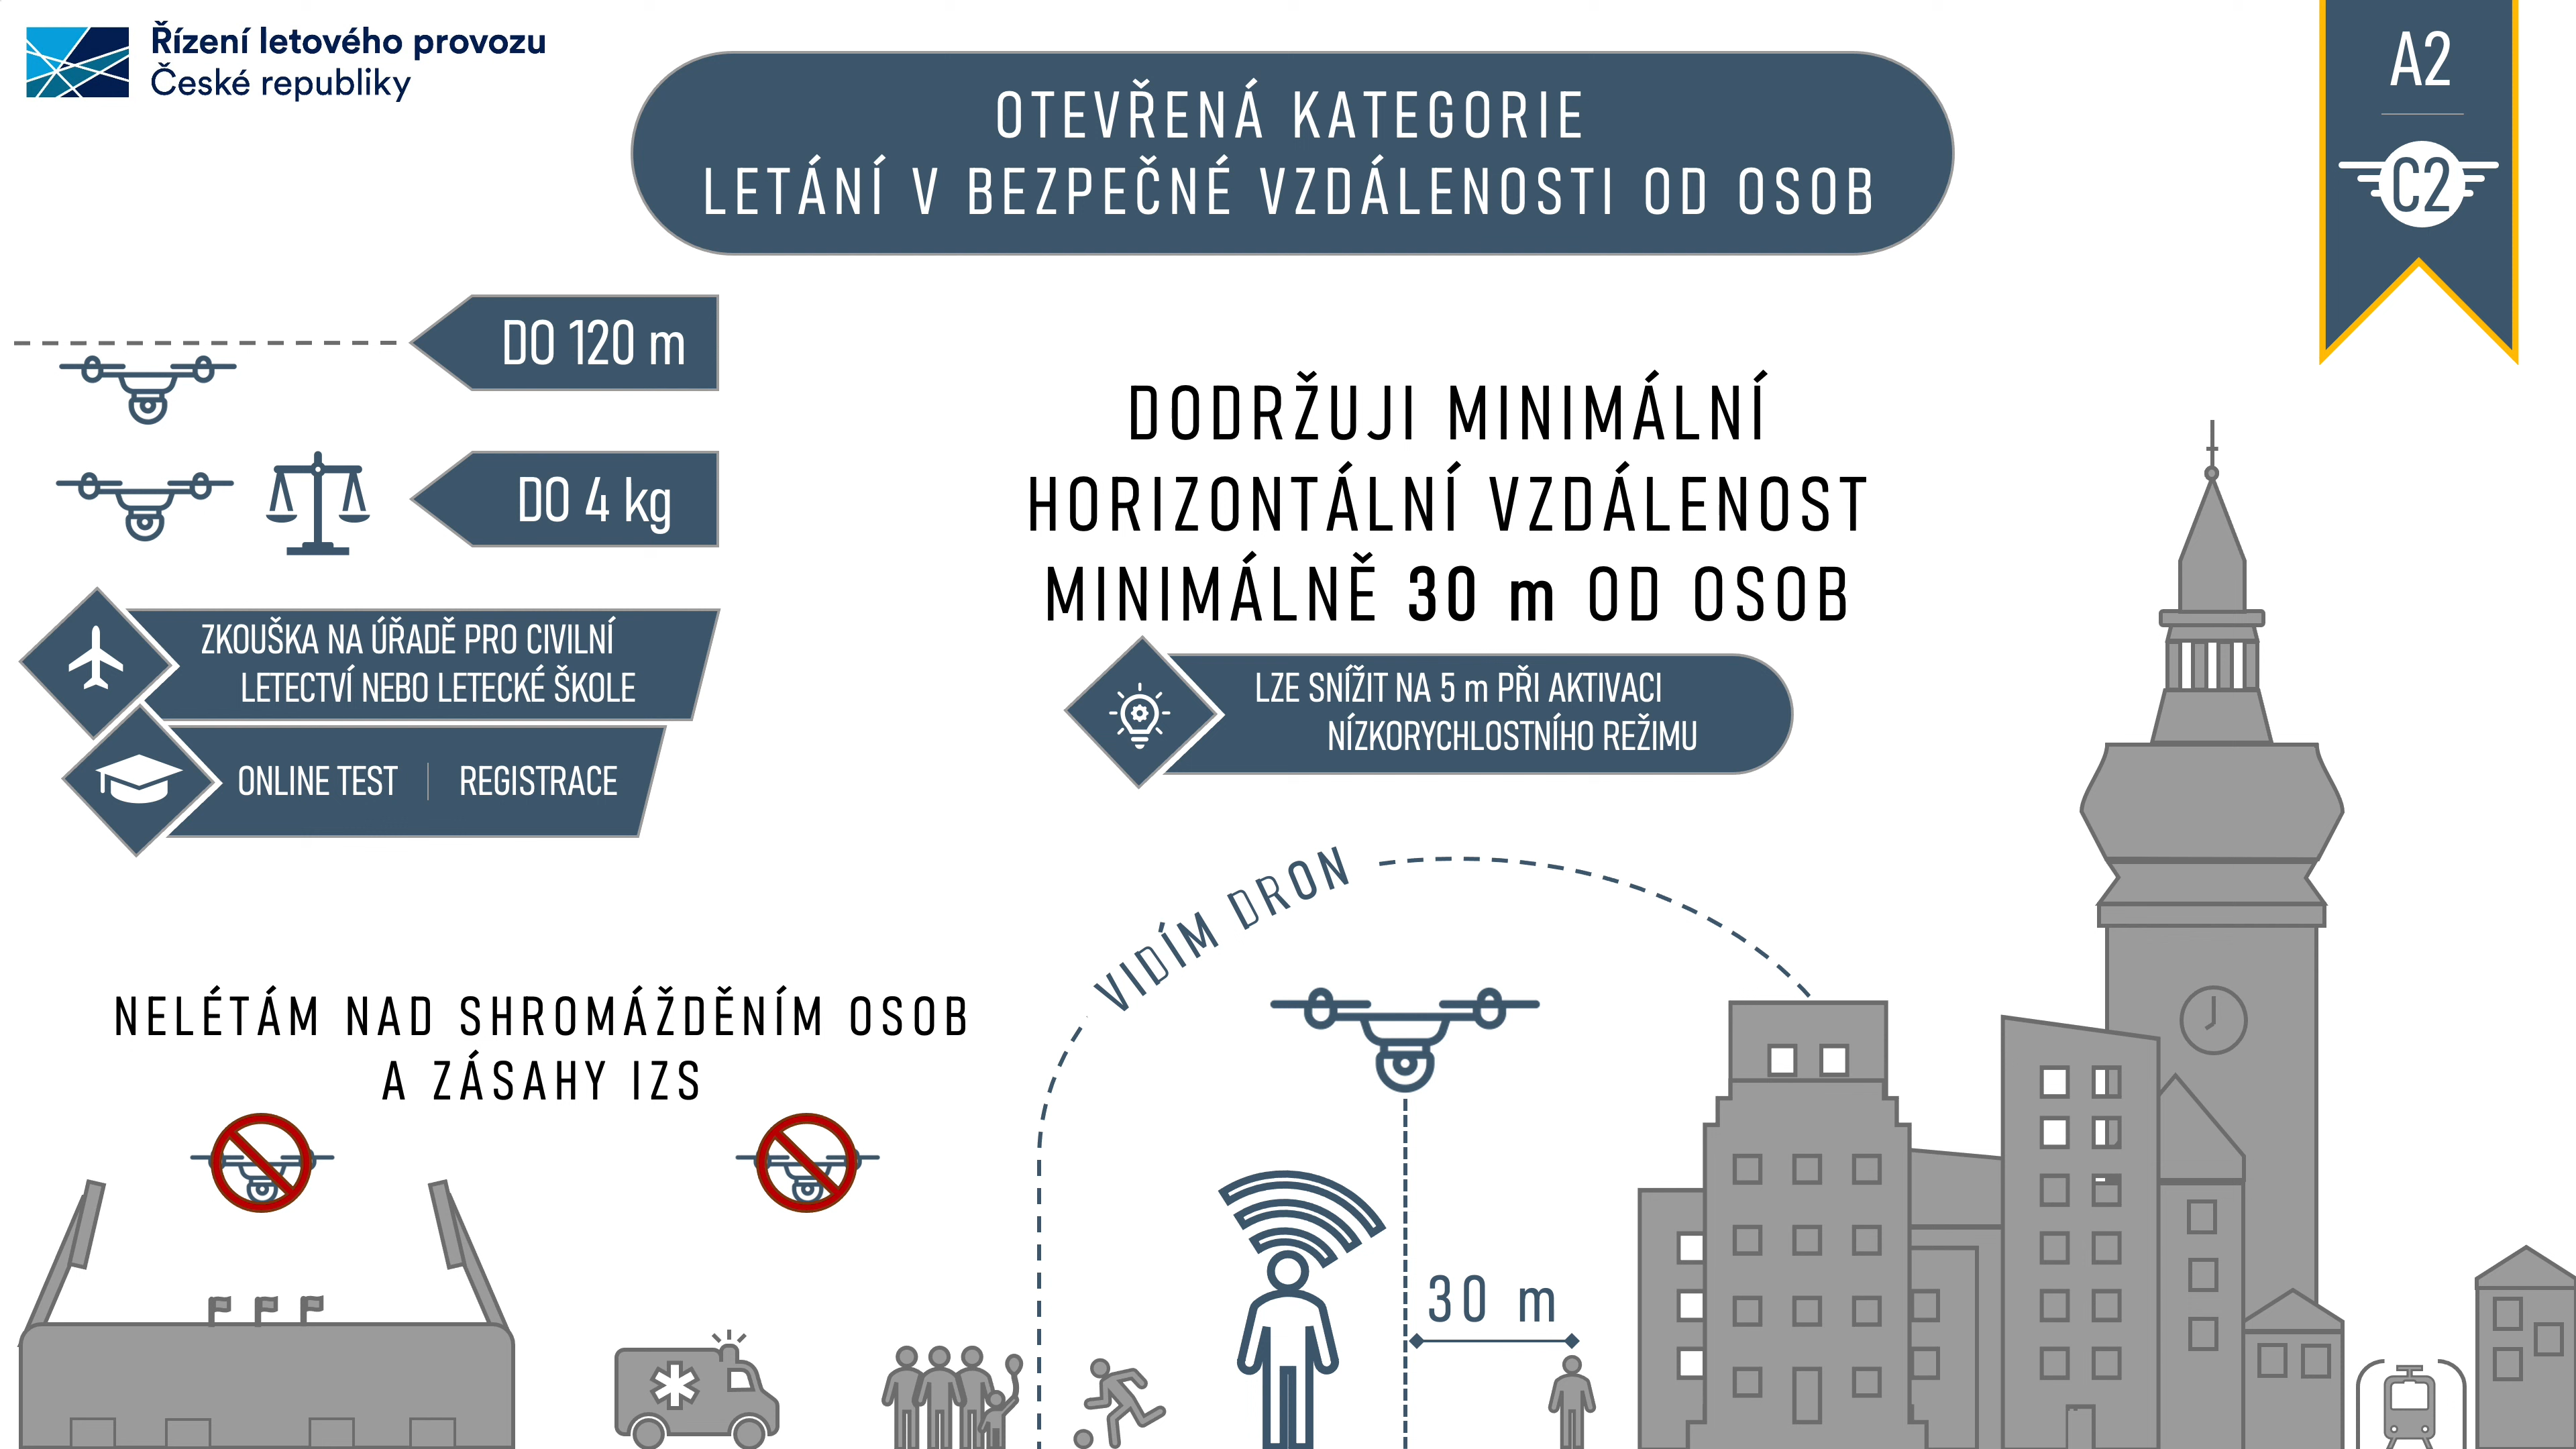 Řízení letového provozu
České republiky
OTEVŘENÁ KATEGORIE
LETÁNÍ V BEZPEČNÉ VZDÁLENOSTI OD OSOB
A2
C2
DO 120 m
DO 4 kg
ZKOUŠKA NA ÚŘADĚ PRO CIVILNÍ
LETECTVÍ NEBO LETECKÉ ŠKOLE
ONLINE TEST | REGISTRACE
DODRŽUJI MINIMÁLNÍ
HORIZONTÁLNÍ VZDÁLENOST
MINIMÁLNĚ 30 m OD OSOB
LZE SNÍŽIT NA 5 m PŘI AKTIVACI
NÍZKORYCHLOSTNÍHO REŽIMU
VIDÍM DRON
NELÉTÁM NAD SHROMÁŽDĚNÍM OSOB
A ZÁSAHY IZS
30 m